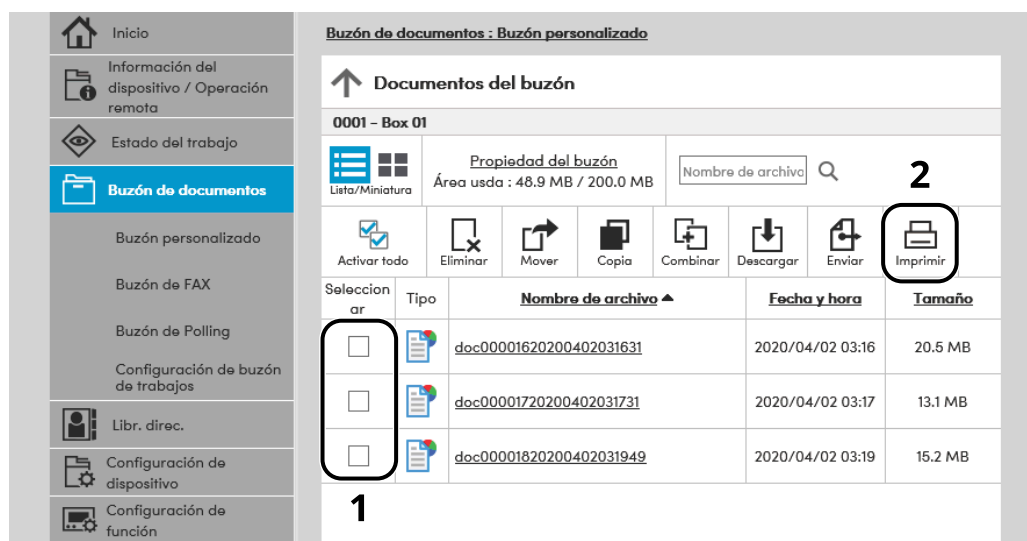 Inicio
Información del
dispositivo / Operación
remota
Estado del trabajo
Buzón de documentos
Buzón personalizado
Buzón de FAX
Buzón de Polling
Configuración de buzón
de trabajos
Libr. direc.
Configuración de
dispositivo
Configuración de
función
Buzón de documentos : Buzón personalizado
Documentos del buzón
0001 - Box 01
Lista/Miniatura
Propiedad del buzón
Área usda : 48.9 MB / 200.0 MB
Nombre de archivo
2
Activar todo Eliminar Mover Copia Combinar Descargar Enviar Imprimir
Seleccion
ar
Tipo Nombre de archivo Fecha y hora Tamaño
doc00001620200402031631 2020/04/02 03:16 20.5 MB
doc00001720200402031731 2020/04/02 03:17 13.1 MB
doc00001820200402031949 2020/04/02 03:19 15.2 MB
1